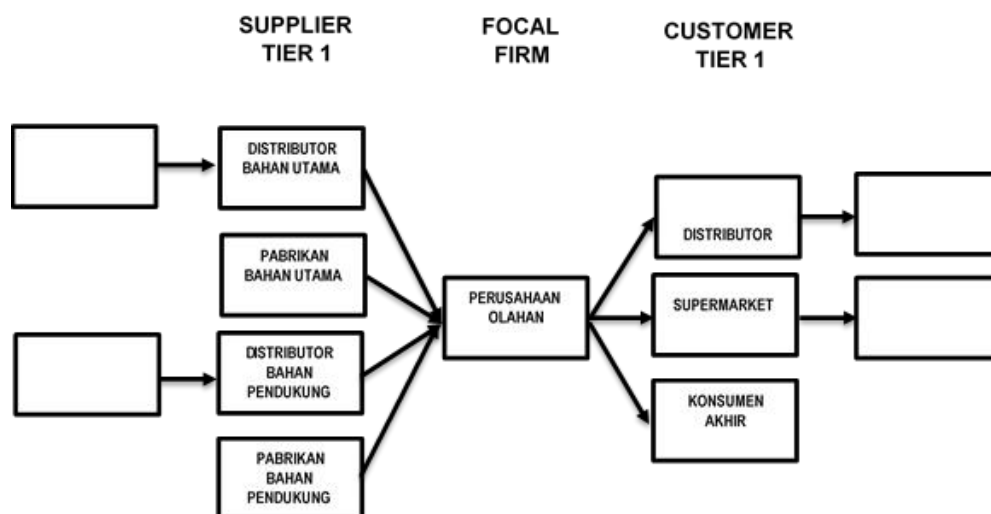 SUPPLIER
TIER 1
FOCAL
FIRM
CUSTOMER
TIER 1
DISTRIBUTOR
BAHAN UTAMA
PABRIKAN
BAHAN UTAMA
DISTRIBUTOR
BAHAN
PENDUKUNG
PABRIKAN
BAHAN
PENDUKUNG
PERUSAHAAN
OLAHAN
DISTRIBUTOR
SUPERMARKET
KONSUMEN
AKHIR